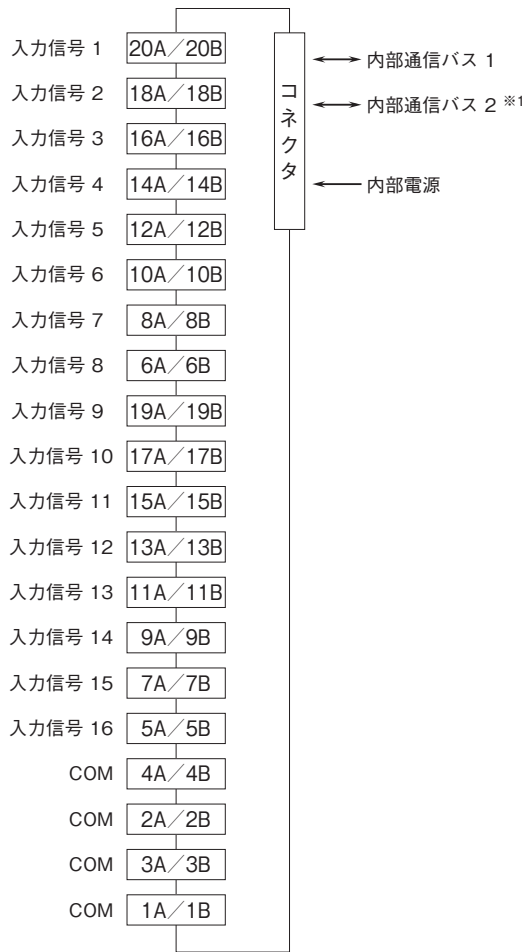 入力信号 1 20A/20B
入力信号 2 18A/18B
入力信号 3 16A/16B
入力信号 4 14A/14B
入力信号 5 12A/12B
入力信号 6 10A/10B
入力信号 7 8A/8B
入力信号 8 6A/6B
入力信号 9 19A/19B
入力信号 10 17A/17B
入力信号 11 15A/15B
入力信号 12 13A/13B
入力信号 13 11A/11B
入力信号 14 9A/9B
入力信号 15 7A/7B
入力信号 16 5A/5B
COM 4A/4B
COM 2A/2B
COM 3A/3B
COM 1A/1B
コネクタ
内部通信バス 1
内部通信バス 2 ※1
内部電源